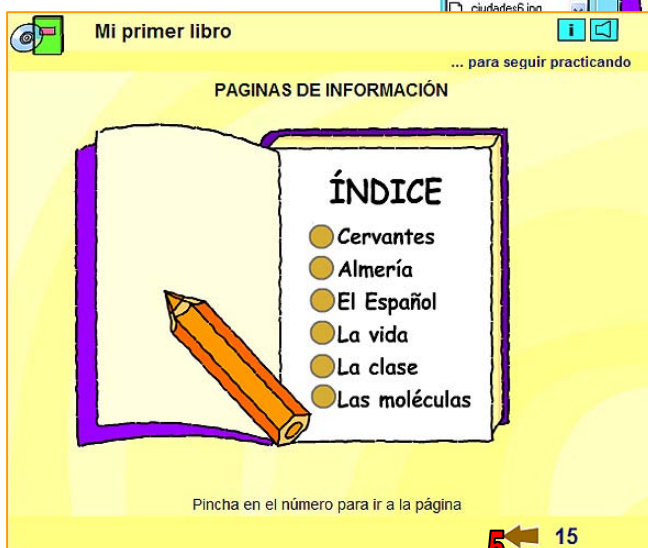 ciudades6.jpg
Mi primer libro
i
... para seguir practicando
PAGINAS DE INFORMACIÓN
ÍNDICE
Cervantes
Almería
El Español
La vida
La clase
Las moléculas
Pincha en el número para ir a la página
5 15